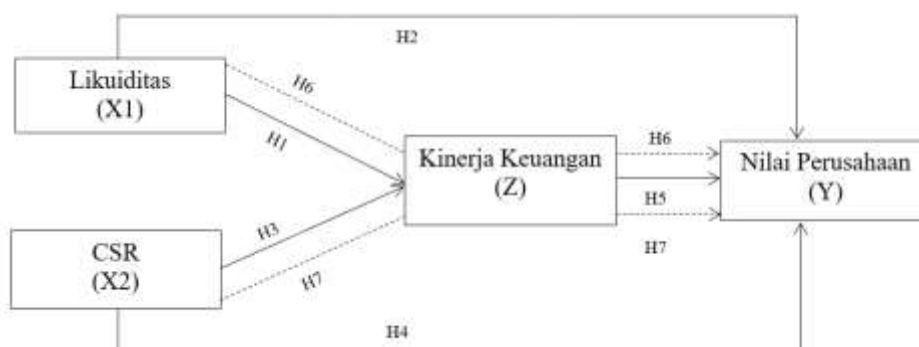 H2
Likuiditas
(X1)
H6
H1
Kinerja Keuangan
(Z)
H6
H5
H7
Nilai Perusahaan
(Y)
CSR
(X2)
H3
H7
H4